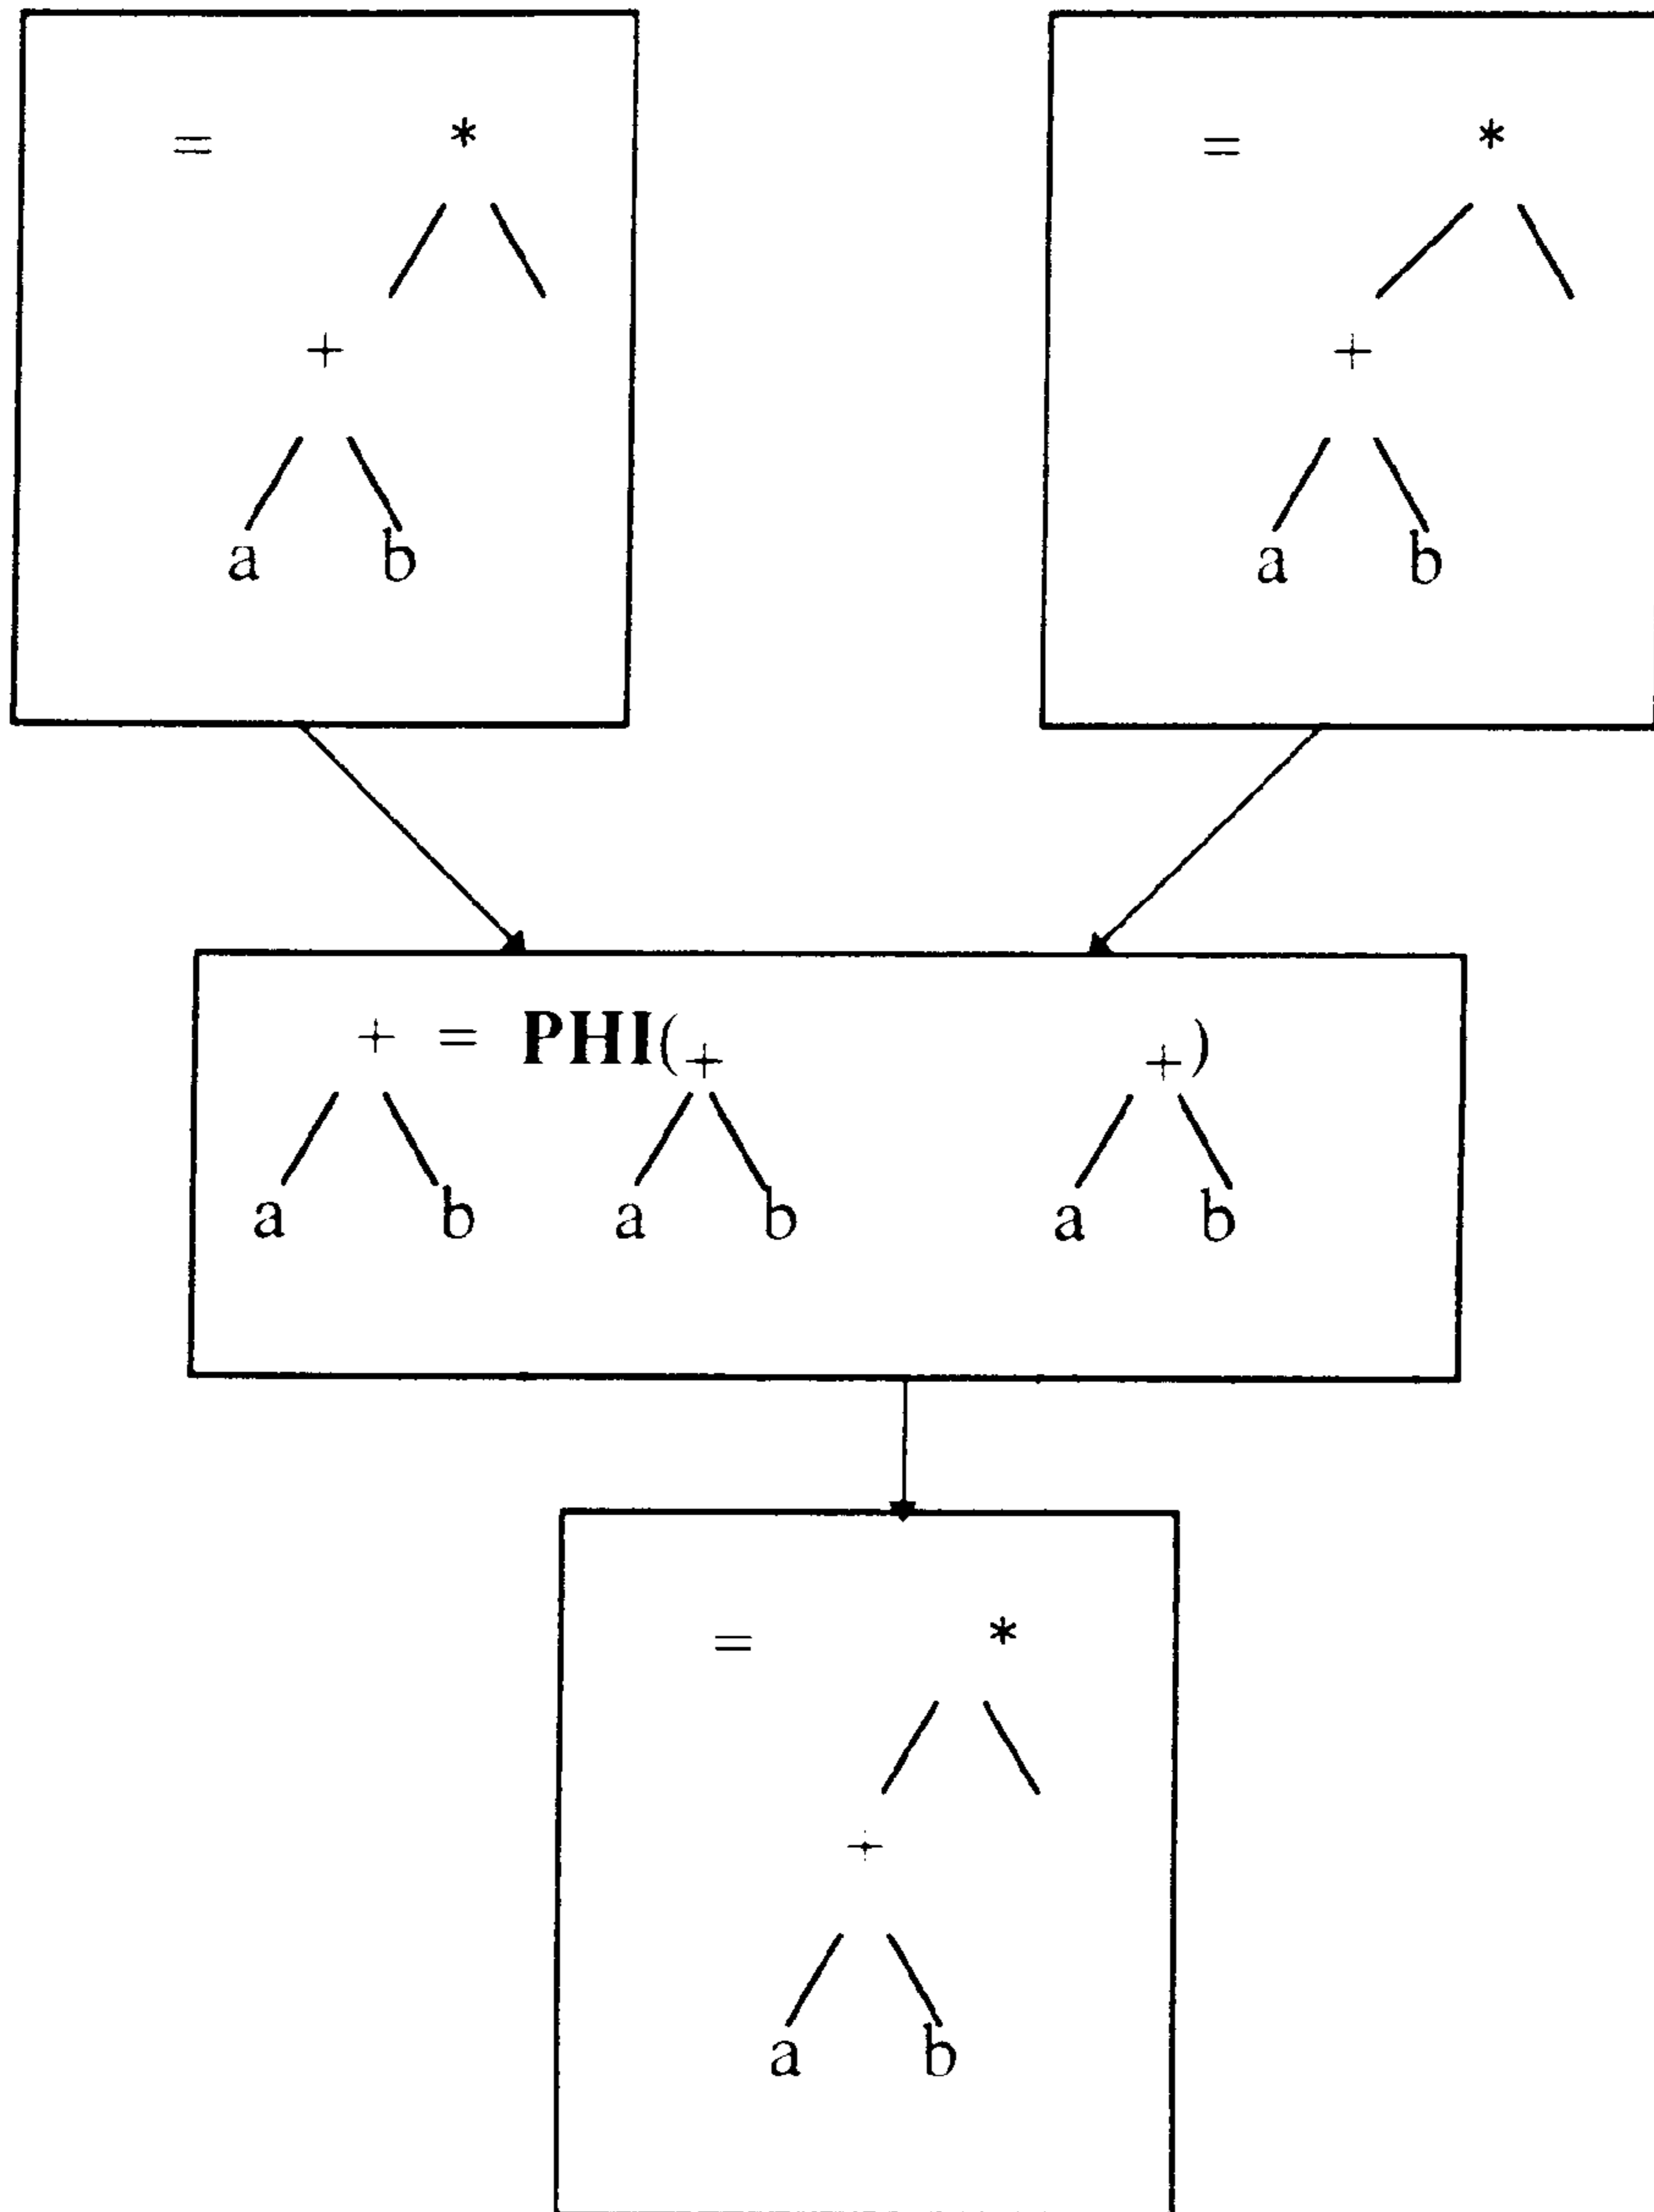 = * = *
+ +
a b a b
+ = PHI(+ +)
a b a b a b
= *
+
a b